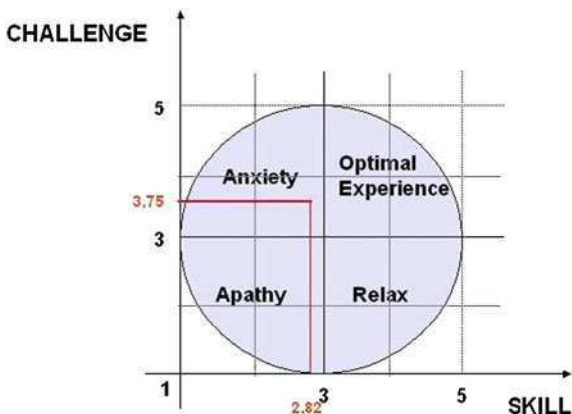 CHALLENGE
5
Anxiety
Optimal
Experience
3,75
3
Apathy
Relax
1
2.82
3
5
SKILL